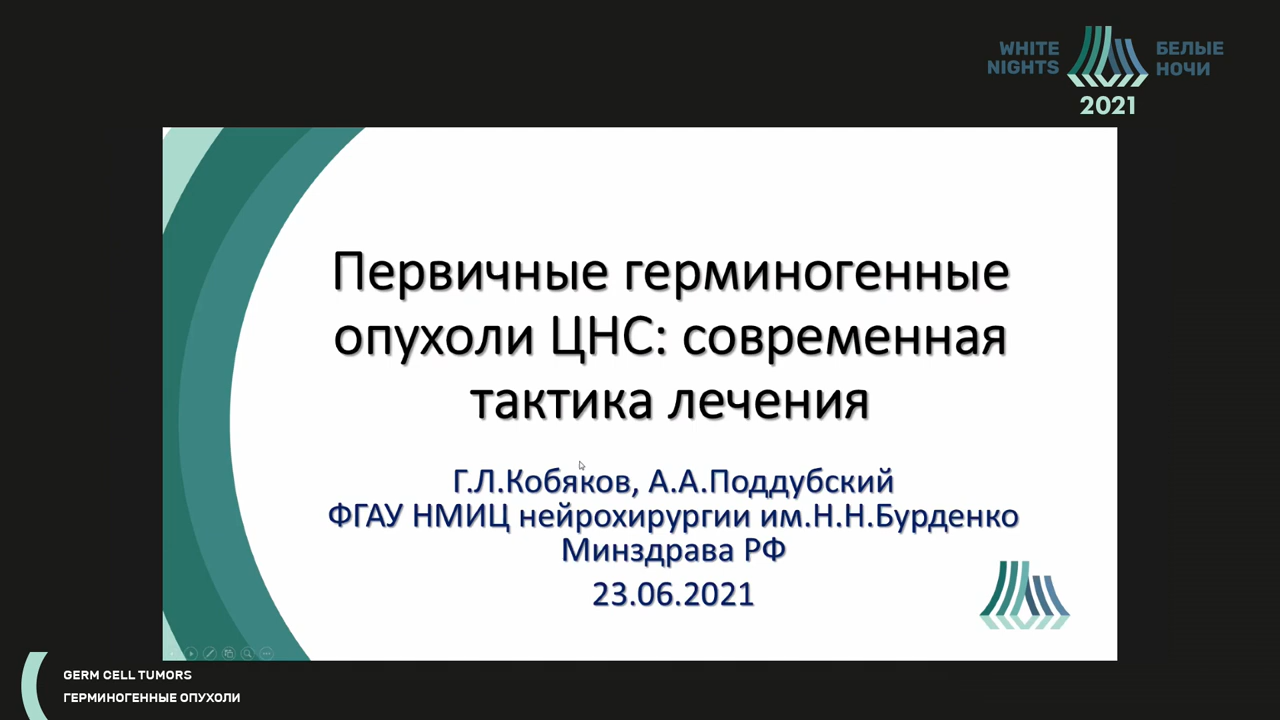 WHITE
NIGHTS
БЕЛЫЕ
НОЧИ
2021
Первичные герминогенные
опухоли ЦНС: современная
тактика лечения
Г.Л.Кобяков, А.А.Поддубский
ФГАУ НМИЦ нейрохирургии им.Н.Н.Бурденко
Минздрава РФ
23.06.2021
GERM CELL TUMORS
ГЕРМИНОГЕННЫЕ ОПУХОЛИ